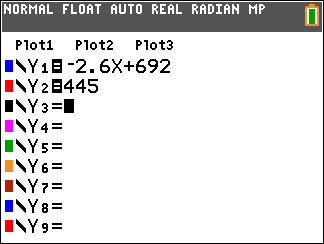 NORMAL FLOAT AUTO REAL RADIAN MP
Plot1 Plot2 Plot3
\Y1=-2.6X+692
\Y2=445
\Y3=
\Y4=
\Y5=
\Y6=
\Y7=
\Y8=
\Y9=